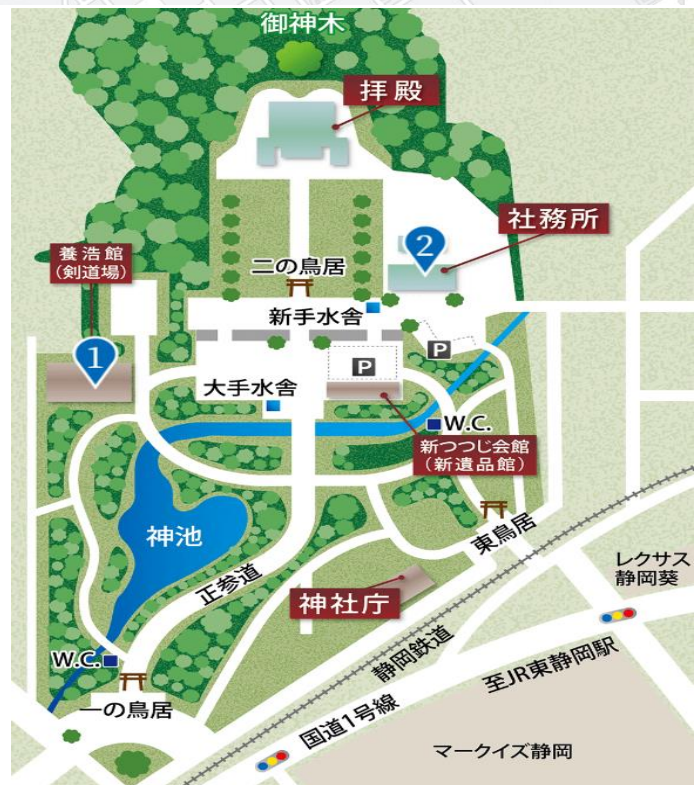 御神木
拝殿
社務所
2
養浩館
(剣道場)
二の鳥居
新手水舎
1
P
P
大手水舎
W.C.
新つつじ会館
(新遺品館)
神池
東鳥居
正参道
レクサス
静岡葵
神社庁
静岡鉄道
W.C.
至JR東静岡駅
一の鳥居
国道1号線
マークイズ静岡